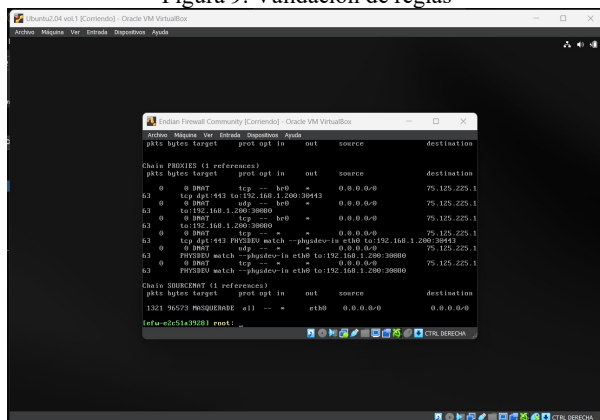 Figura 9. Validación de reglas
Ubuntu2.04 vol.1 [Corriendo] - Oracle VM VirtualBox
Archivo Máquina Ver Entrada Dispositivos Ayuda
Endian Firewall Community [Corriendo] - Oracle VM VirtualBox
Archivo Máquina Ver Entrada Dispositivos Ayuda
pkts bytes target prot opt in out source destination
Chain PROXIES (1 references)
pkts bytes target prot opt in out source destination
0 0 DNAT tcp -- br0 * 0.0.0.0/0 75.125.225.1
63 tcp dpt:443 to:192.168.1.200:30443
0 0 DNAT udp -- br0 * 0.0.0.0/0 75.125.225.1
63 to:192.168.1.200:30080
0 0 DNAT tcp -- br0 * 0.0.0.0/0 75.125.225.1
63 to:192.168.1.200:30080
0 0 DNAT tcp -- * * 0.0.0.0/0 75.125.225.1
63 tcp dpt:443 PHYSDEV match --physdev-in eth0 to:192.168.1.200:30443
0 0 DNAT udp -- * * 0.0.0.0/0 75.125.225.1
63 PHYSDEV match --physdev-in eth0 to:192.168.1.200:30080
0 0 DNAT tcp -- * * 0.0.0.0/0 75.125.225.1
63 PHYSDEV match --physdev-in eth0 to:192.168.1.200:30080
Chain SOURCENAT (1 references)
pkts bytes target prot opt in out source destination
1321 96573 MASQUERADE all -- * eth0 0.0.0.0/0 0.0.0.0/0
[efw-e2c51a3928] root: _
CTRL DERECHA
CTRL DERECHA